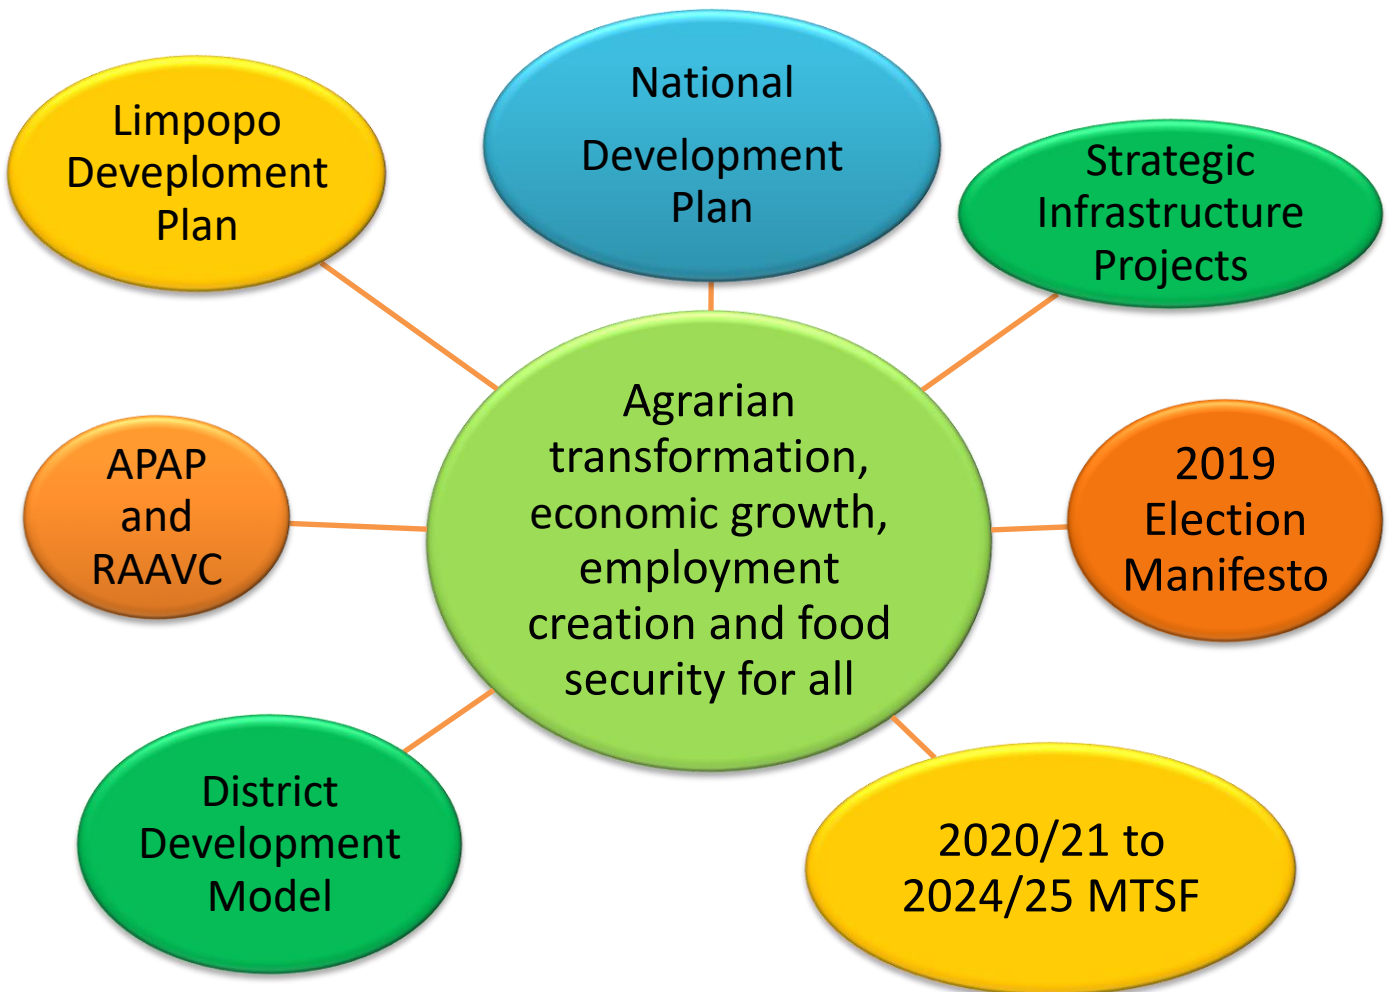 Limpopo
Deveploment
Plan
National
Development
Plan
Strategic
Infrastructure
Projects
Agrarian
transformation,
economic growth,
employment
creation and food
security for all
APAP
and
RAAVC
2019
Election
Manifesto
District
Development
Model
2020/21 to
2024/25 MTSF